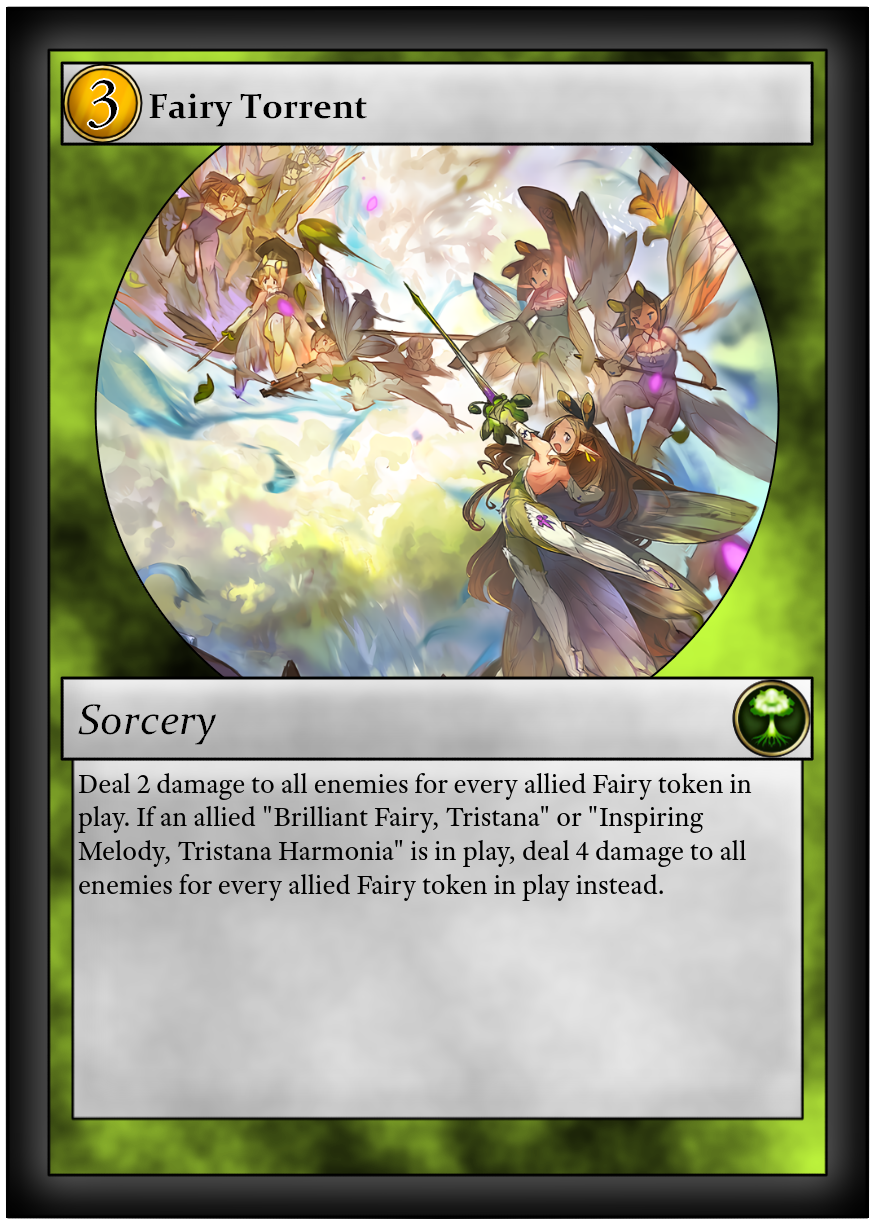 3 Fairy Torrent
Sorcery
Deal 2 damage to all enemies for every allied Fairy token in
play. If an allied "Brilliant Fairy, Tristana" or "Inspiring
Melody, Tristana Harmonia" is in play, deal 4 damage to all
enemies for every allied Fairy token in play instead.